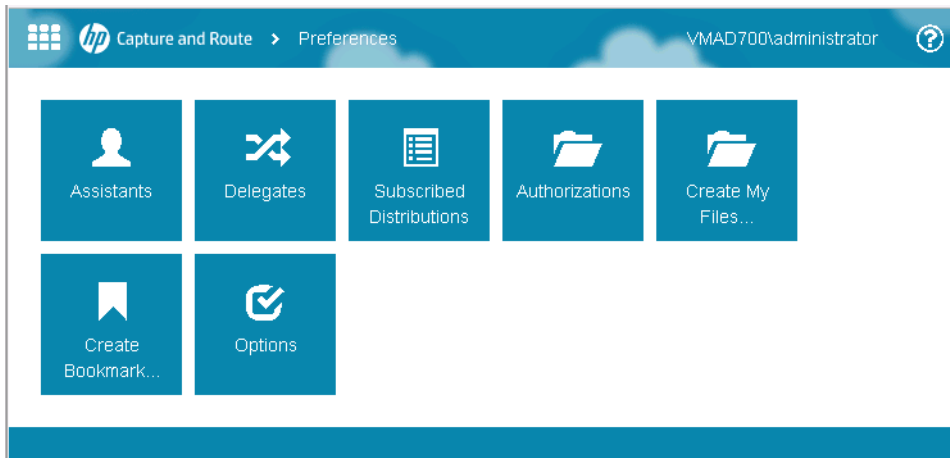 hp Capture and Route > Preferences VMAD700\administrator ?
Assistants
Delegates
Subscribed
Distributions
Authorizations
Create My
Files...
Create
Bookmark...
Options